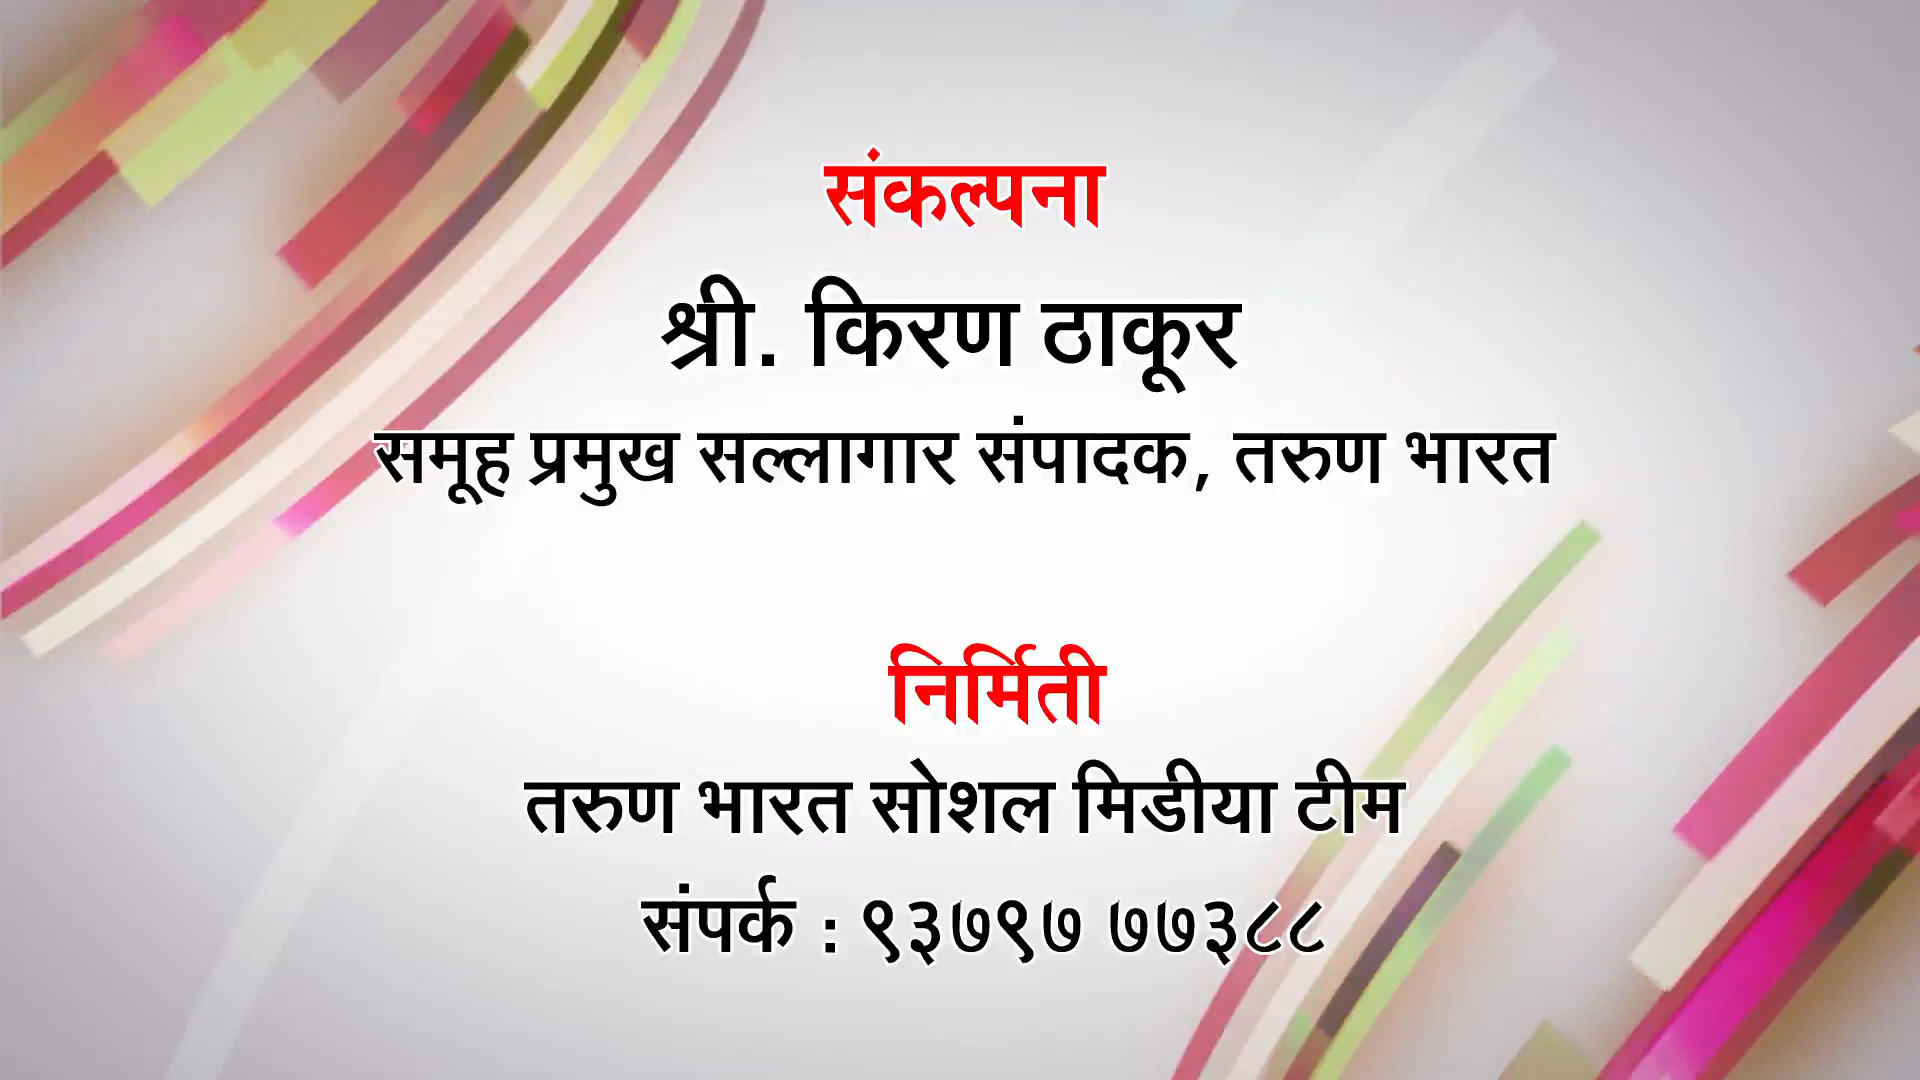 संकल्पना
श्री. किरण ठाकूर
समूह प्रमुख सल्लागार संपादक, तरुण भारत
निर्मिती
तरुण भारत सोशल मिडीया टीम
संपर्क : ९३७९७ ७७३८८